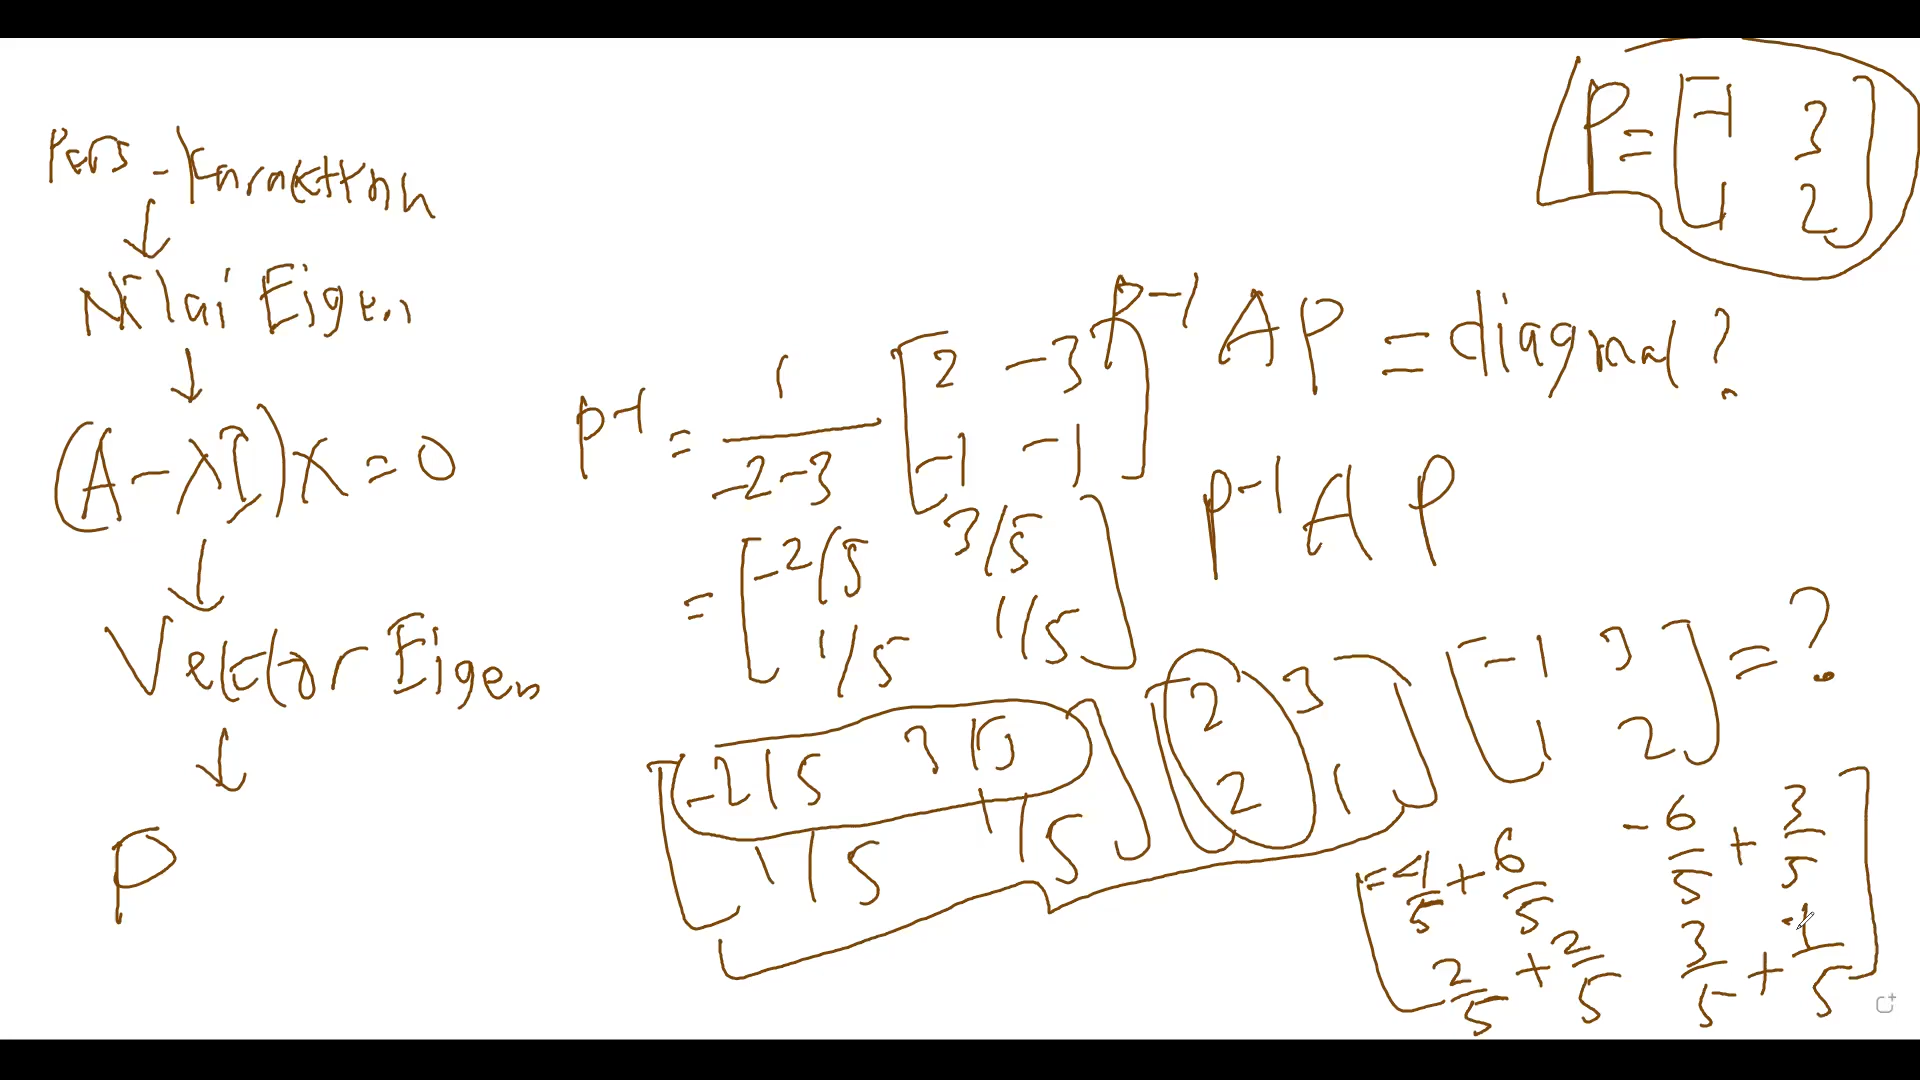 Pers. Karakteristik
↓
Nilai Eigen
↓
(A - λI)X = 0
↓
Vektor Eigen
↓
P
P = [-1 3
1 2]
P-1 = 1/(-2-3) [2 -3
-1 -1]
= [-2/5 3/5
1/5 1/5]
P-1 A P = diagonal?
P-1 A P
[-2/5 3/5
1/5 1/5] [2 3
2 1] [-1 3
1 2] = ?
= [-4/5 + 6/5 -6/5 + 3/5
2/5 + 2/5 3/5 + 1/5]